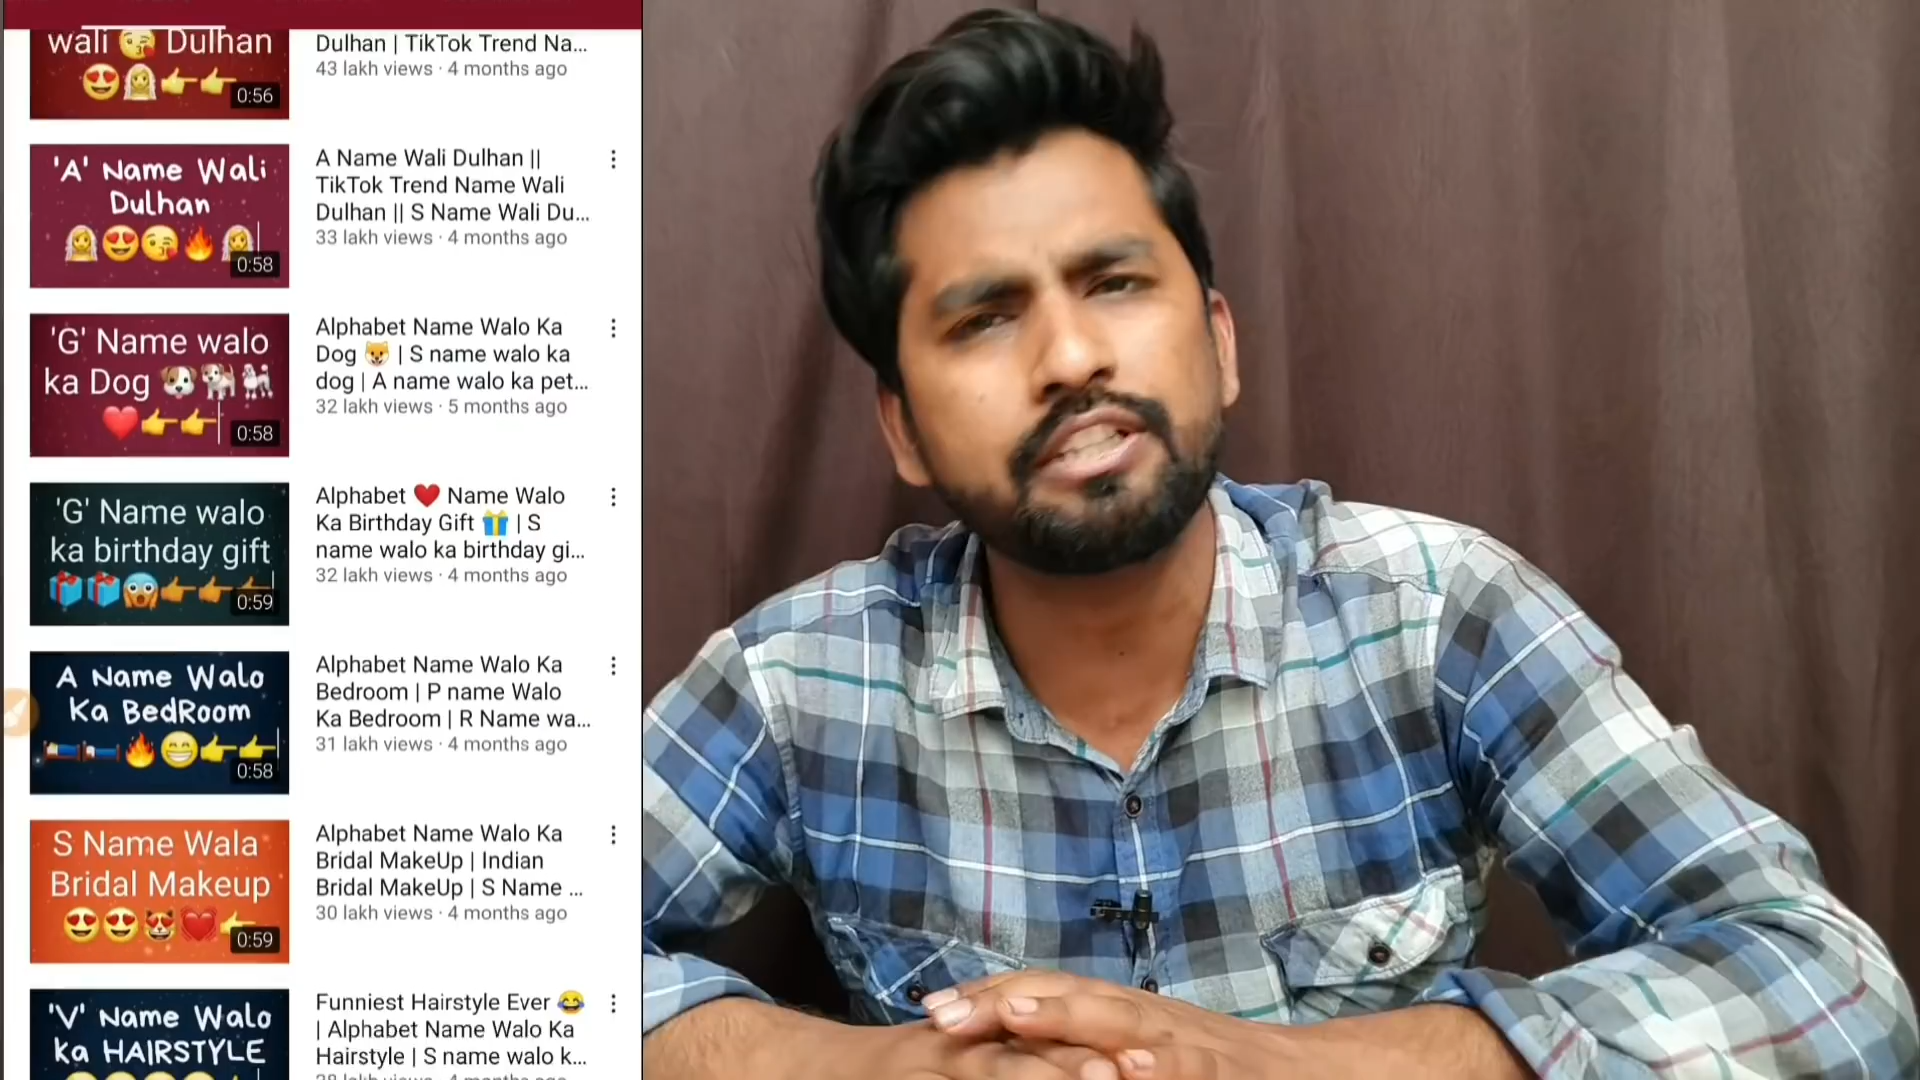 wali 😘 Dulhan
😍👰👉👉
0:56
Dulhan | TikTok Trend Na...
43 lakh views · 4 months ago
'A' Name Wali
Dulhan
👰😍😘🔥👰
0:58
A Name Wali Dulhan ||
TikTok Trend Name Wali
Dulhan || S Name Wali Du...
33 lakh views · 4 months ago
'G' Name walo
ka Dog 🐶🐕🐩
❤️👉👉
0:58
Alphabet Name Walo Ka
Dog 🐶 | S name walo ka
dog | A name walo ka pet...
32 lakh views · 5 months ago
'G' Name walo
ka birthday gift
🎁🎁😱👉👉👉
0:59
Alphabet ❤️ Name Walo
Ka Birthday Gift 🎁 | S
name walo ka birthday gi...
32 lakh views · 4 months ago
A Name Walo
Ka BedRoom
🛏️🛏️🔥😁👉👉
0:58
Alphabet Name Walo Ka
Bedroom | P name Walo
Ka Bedroom | R Name wa...
31 lakh views · 4 months ago
S Name Wala
Bridal Makeup
😍😍😻💓👉
0:59
Alphabet Name Walo Ka
Bridal MakeUp | Indian
Bridal MakeUp | S Name ...
30 lakh views · 4 months ago
'V' Name Walo
ka HAIRSTYLE
Funniest Hairstyle Ever 😂
| Alphabet Name Walo Ka
Hairstyle | S name walo k...
lakh views · 4 months ago